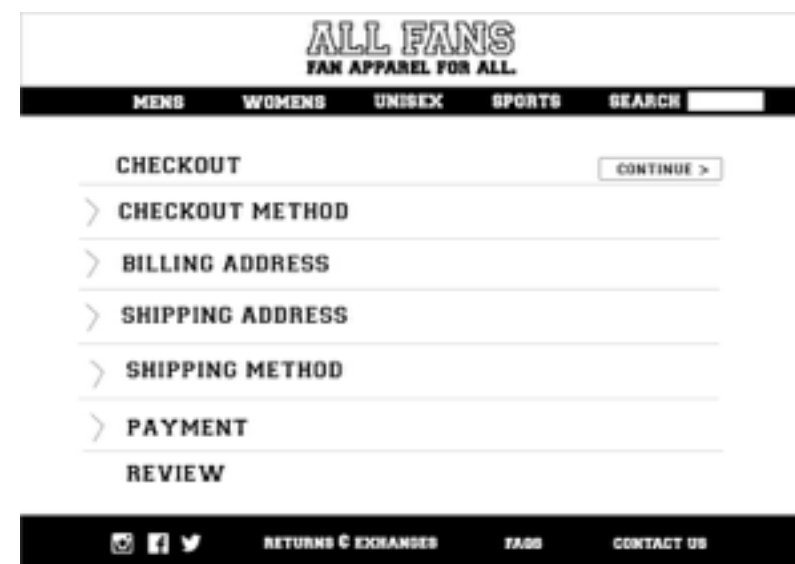 ALL FANS
FAN APPAREL FOR ALL.
MENS WOMENS UNISEX SPORTS SEARCH
CHECKOUT CONTINUE >
CHECKOUT METHOD
BILLING ADDRESS
SHIPPING ADDRESS
SHIPPING METHOD
PAYMENT
REVIEW
RETURNS & EXHANGES FAQS CONTACT US